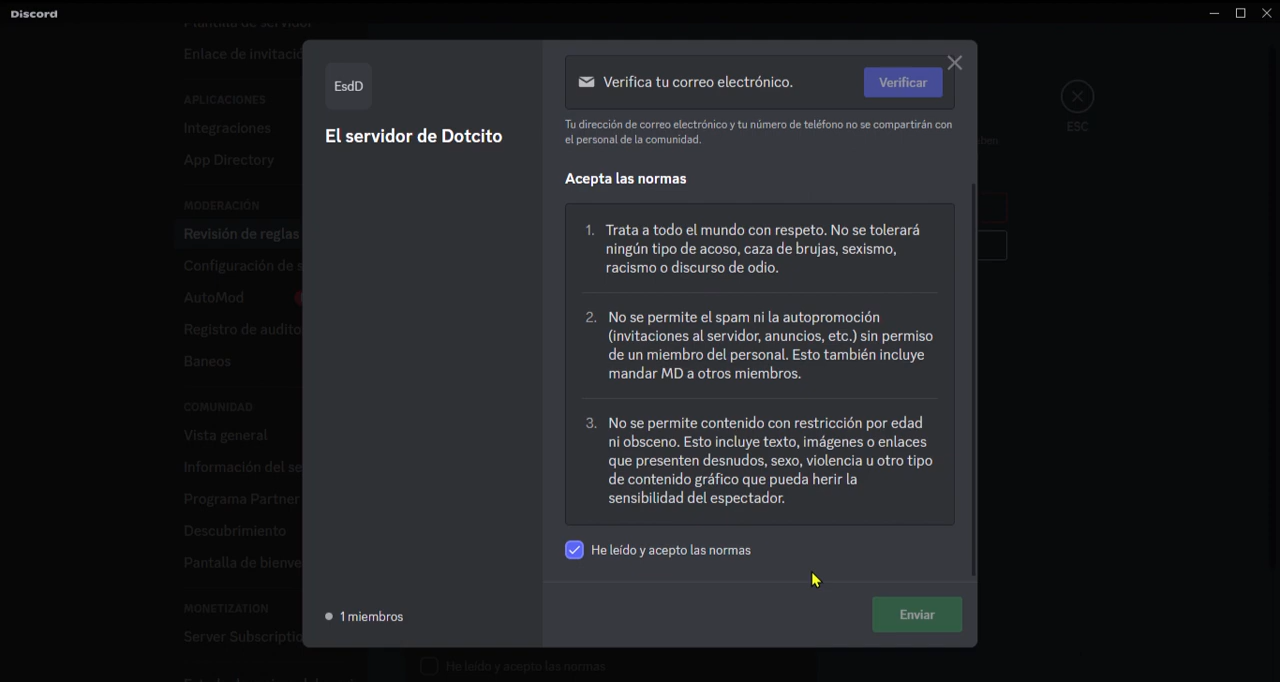 Discord
Plantilla de servidor
Enlace de invitació
APLICACIONES
Integraciones
App Directory
MODERACIÓN
Revisión de reglas
Configuración de s
AutoMod
Registro de audito
Baneos
COMUNIDAD
Vista general
Información del se
Programa Partner
Descubrimiento
Pantalla de bienve
MONETIZATION
Server Subscriptio
EsdD
El servidor de Dotcito
1 miembros
Verifica tu correo electrónico.
Verificar
Tu dirección de correo electrónico y tu número de teléfono no se compartirán con
el personal de la comunidad.
Acepta las normas
1. Trata a todo el mundo con respeto. No se tolerará
ningún tipo de acoso, caza de brujas, sexismo,
racismo o discurso de odio.
2. No se permite el spam ni la autopromoción
(invitaciones al servidor, anuncios, etc.) sin permiso
de un miembro del personal. Esto también incluye
mandar MD a otros miembros.
3. No se permite contenido con restricción por edad
ni obsceno. Esto incluye texto, imágenes o enlaces
que presenten desnudos, sexo, violencia u otro tipo
de contenido gráfico que pueda herir la
sensibilidad del espectador.
He leído y acepto las normas
Enviar
ESC
He leído y acepto las normas